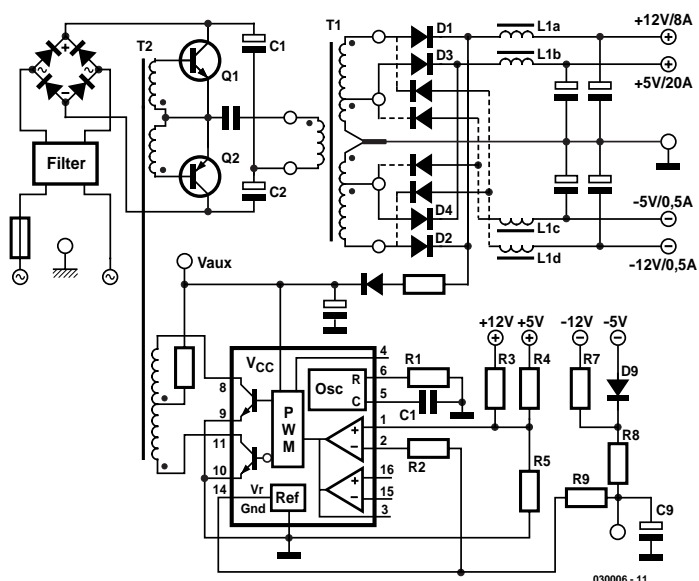 T2
C1
T1
D1
L1a
+12V/8A
D3
L1b
+5V/20A
Q1
Filter
Q2
C2
D4
D2
L1c
-5V/0,5A
L1d
-12V/0,5A
Vaux
+12V
+5V
-12V
-5V
VCC
4
R1
R3
R4
R7
D9
8
6
R
Osc
5
C
C1
9
PWM
1
11
2
R2
R8
10
16
R5
R9
14
Vr
Ref
15
Gnd
3
C9
030006 - 11